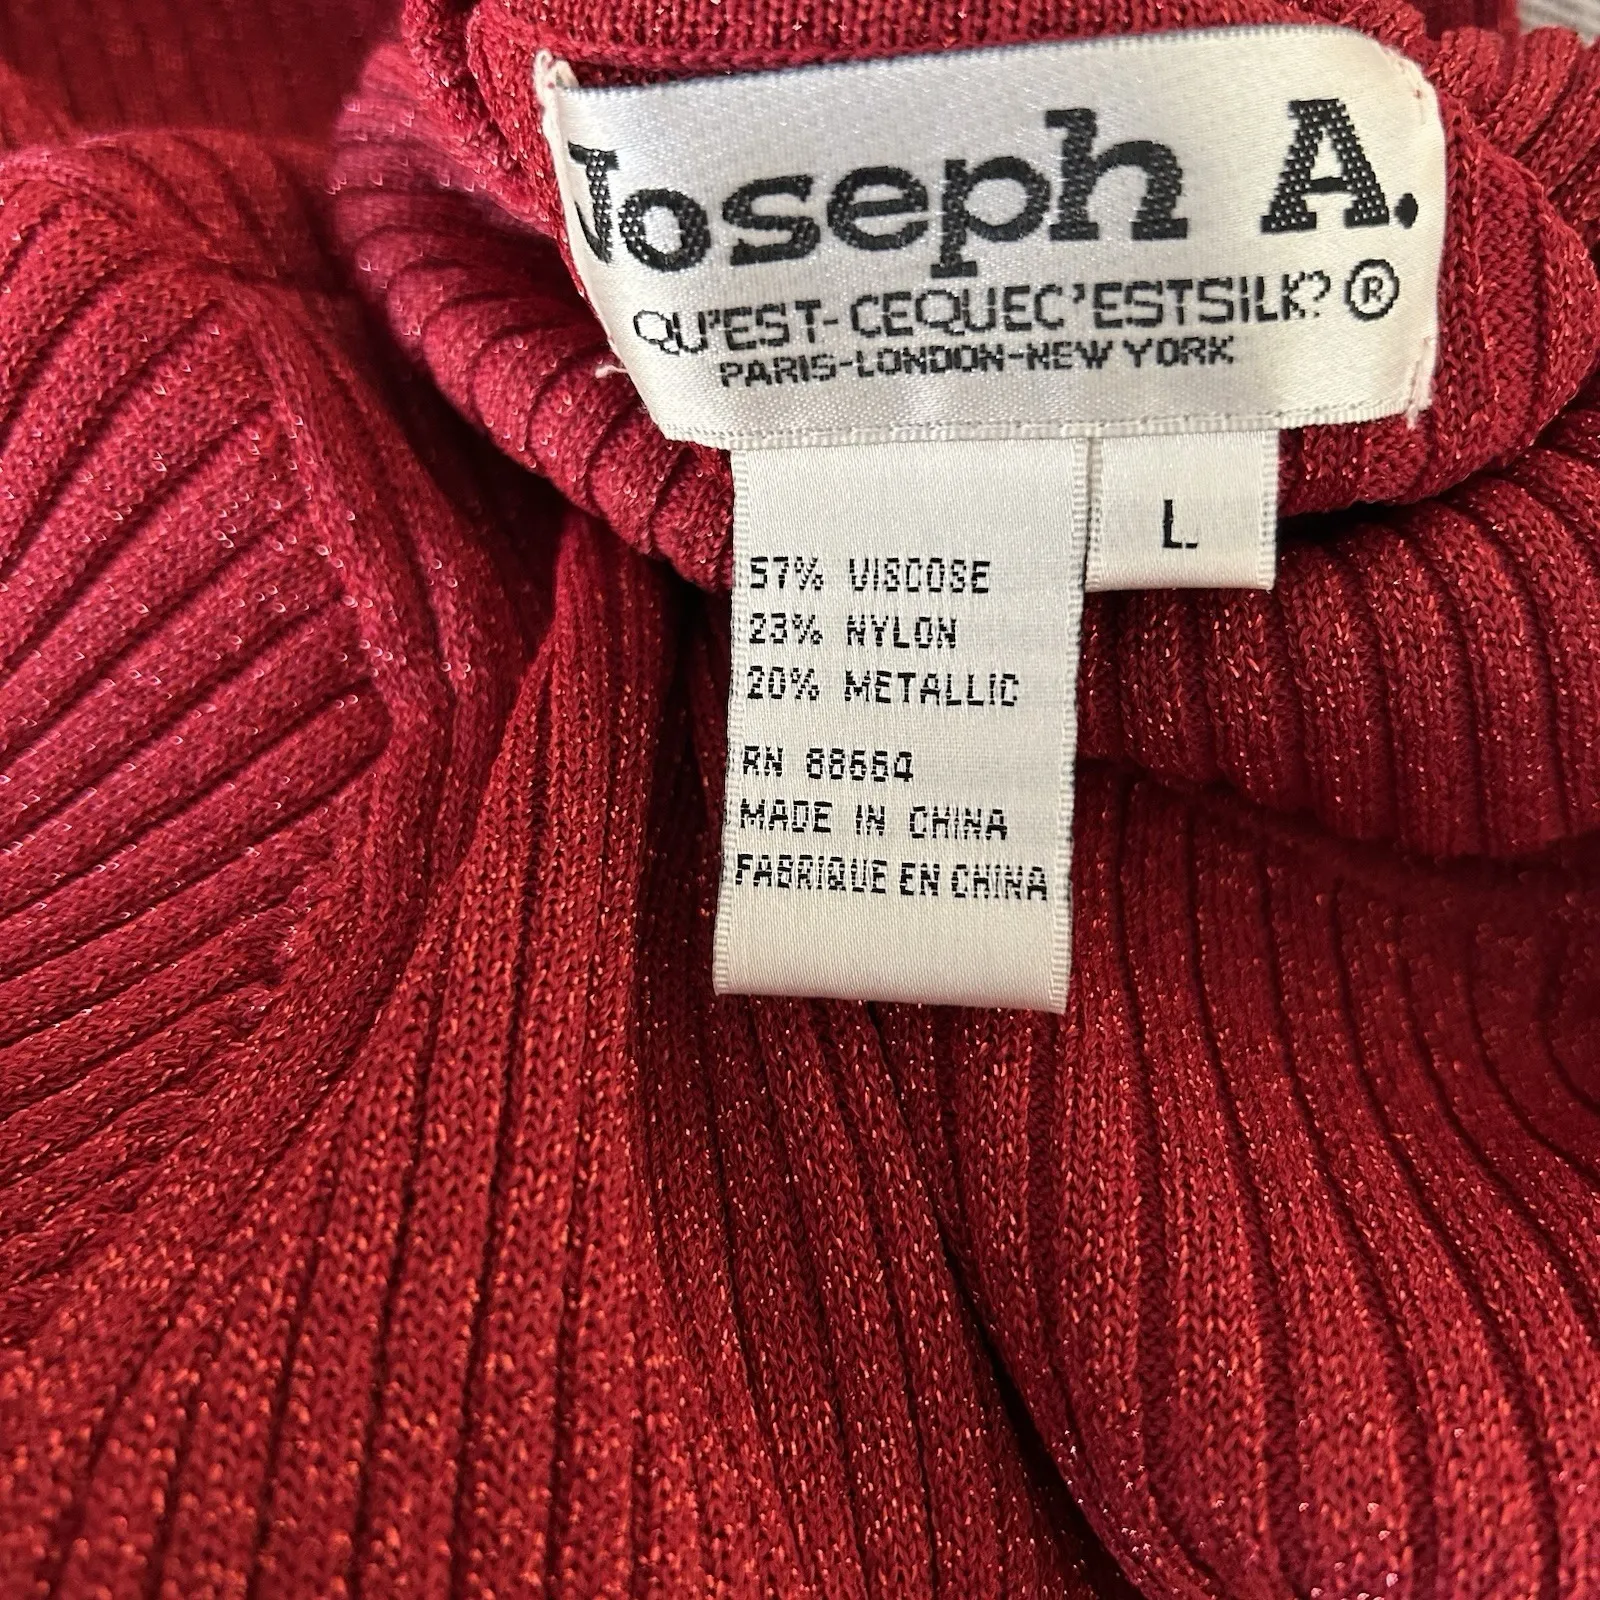 Joseph A.
QU'EST-CEQUEC'ESTSILK? ®
PARIS-LONDON-NEW YORK
L
57% VISCOSE
23% NYLON
20% METALLIC
RN 88684
MADE IN CHINA
FABRIQUE EN CHINA